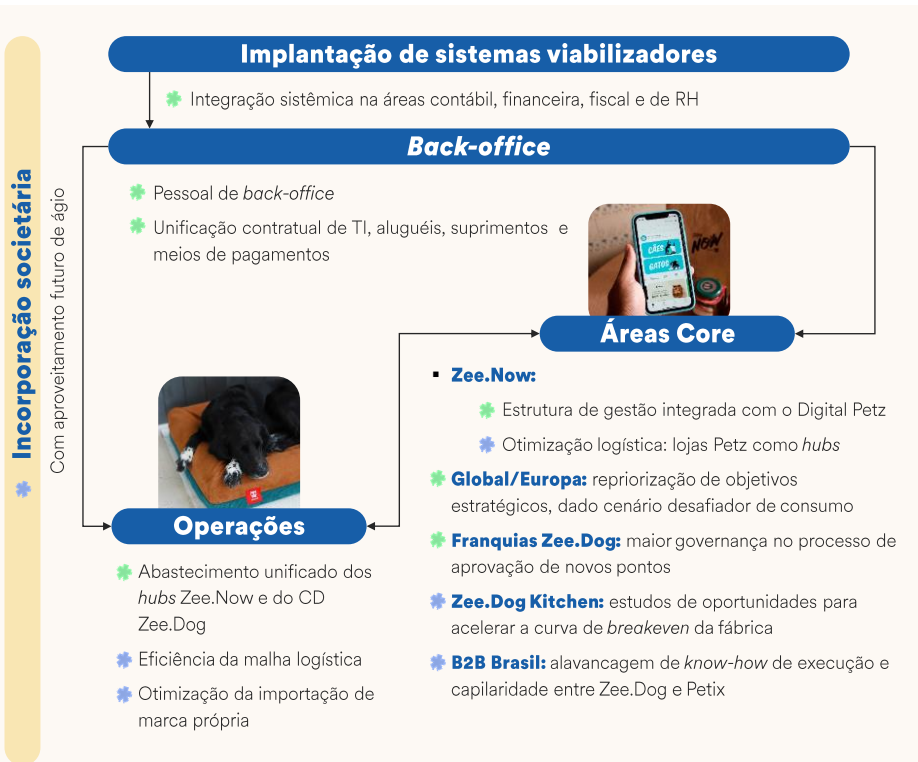 Implantação de sistemas viabilizadores
Integração sistêmica na áreas contábil, financeira, fiscal e de RH
Back-office
Incorporação societária
Com aproveitamento futuro de ágio
Pessoal de back-office
Unificação contratual de TI, aluguéis, suprimentos e
meios de pagamentos
CÃES
GATOS
NOW
Áreas Core
Zee.Now:
Estrutura de gestão integrada com o Digital Petz
Otimização logística: lojas Petz como hubs
Global/Europa: repriorização de objetivos
estratégicos, dado cenário desafiador de consumo
Franquias Zee.Dog: maior governança no processo de
aprovação de novos pontos
Zee.Dog Kitchen: estudos de oportunidades para
acelerar a curva de breakeven da fábrica
B2B Brasil: alavancagem de know-how de execução e
capilaridade entre Zee.Dog e Petix
Operações
Abastecimento unificado dos
hubs Zee.Now e do CD
Zee.Dog
Eficiência da malha logística
Otimização da importação de
marca própria